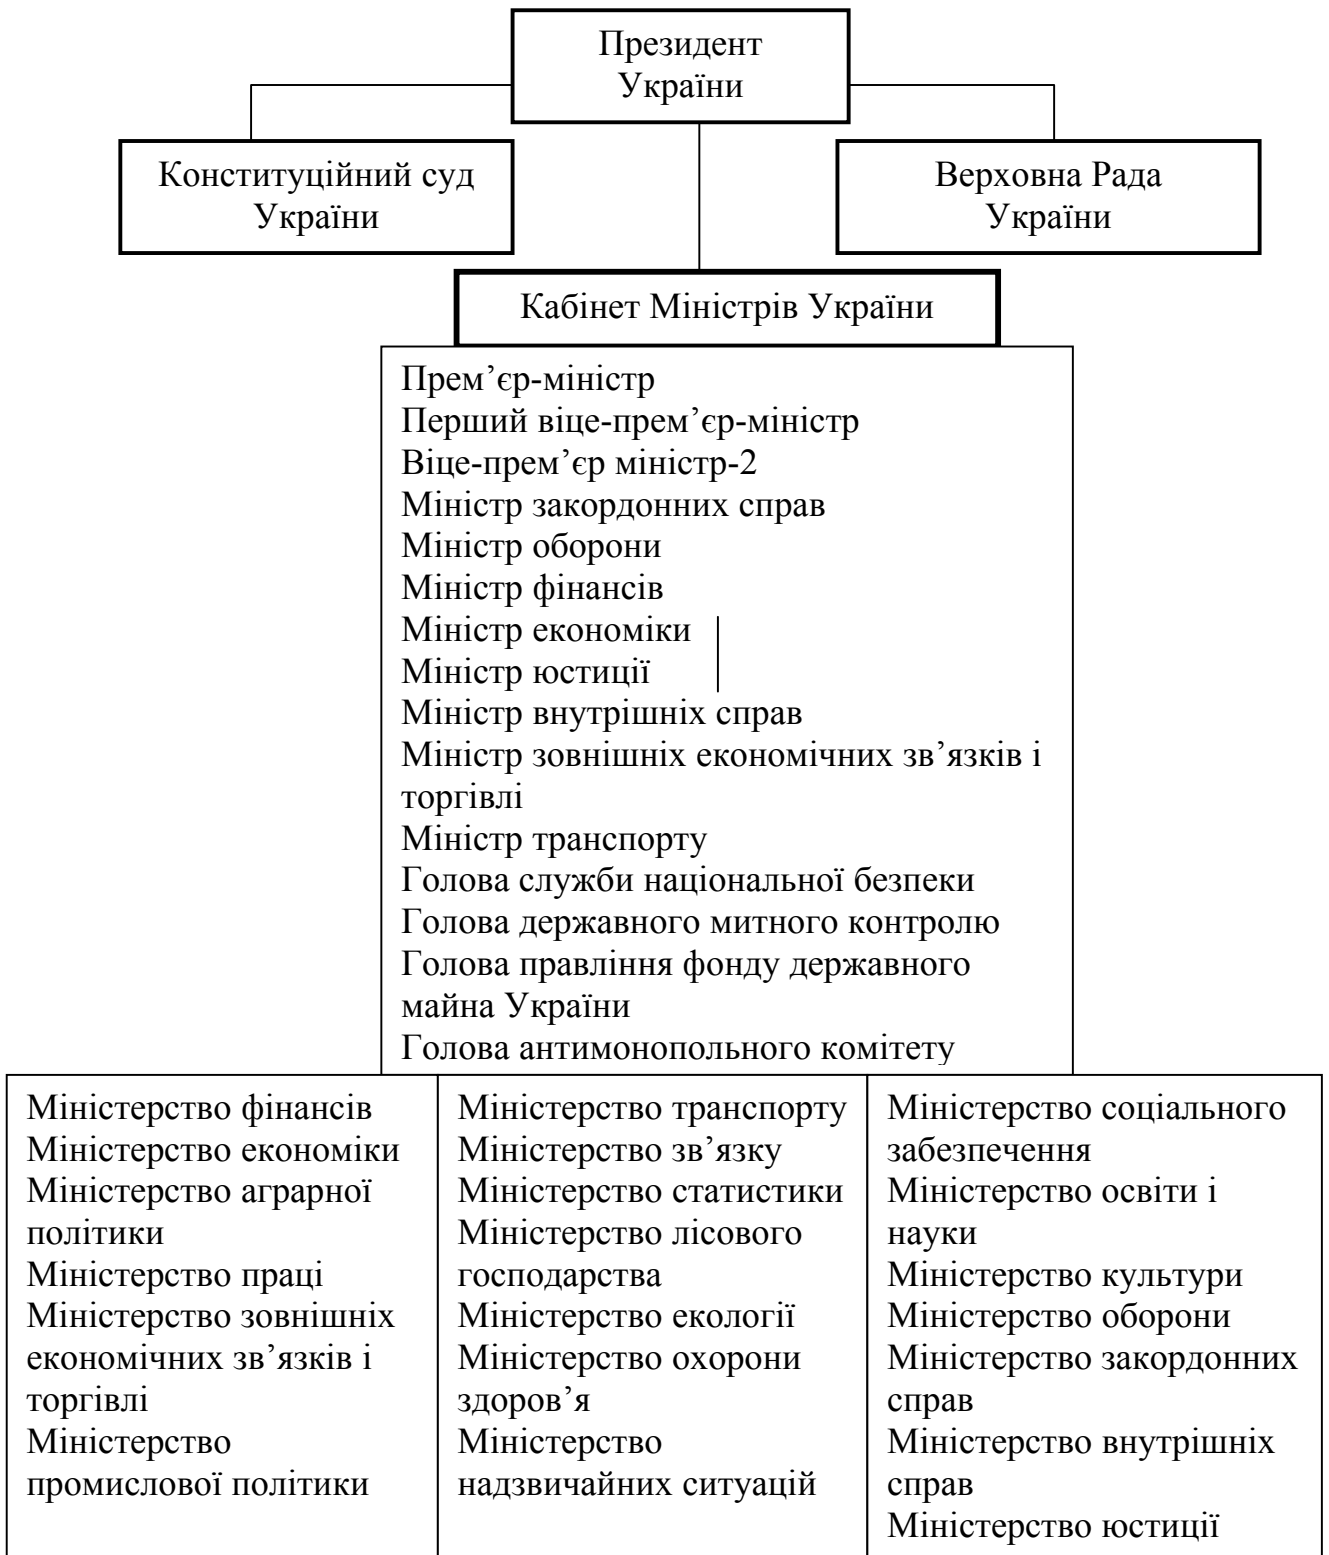 Президент
України
Конституційний суд
України
Верховна Рада
України
Кабінет Міністрів України
Прем’єр-міністр
Перший віце-прем’єр-міністр
Віце-прем’єр міністр-2
Міністр закордонних справ
Міністр оборони
Міністр фінансів
Міністр економіки
Міністр юстиції
Міністр внутрішніх справ
Міністр зовнішніх економічних зв’язків і
торгівлі
Міністр транспорту
Голова служби національної безпеки
Голова державного митного контролю
Голова правління фонду державного
майна України
Голова антимонопольного комітету
Міністерство фінансів
Міністерство економіки
Міністерство аграрної
політики
Міністерство праці
Міністерство зовнішніх
економічних зв’язків і
торгівлі
Міністерство
промислової політики
Міністерство транспорту
Міністерство зв’язку
Міністерство статистики
Міністерство лісового
господарства
Міністерство екології
Міністерство охорони
здоров’я
Міністерство
надзвичайних ситуацій
Міністерство соціального
забезпечення
Міністерство освіти і
науки
Міністерство культури
Міністерство оборони
Міністерство закордонних
справ
Міністерство внутрішніх
справ
Міністерство юстиції